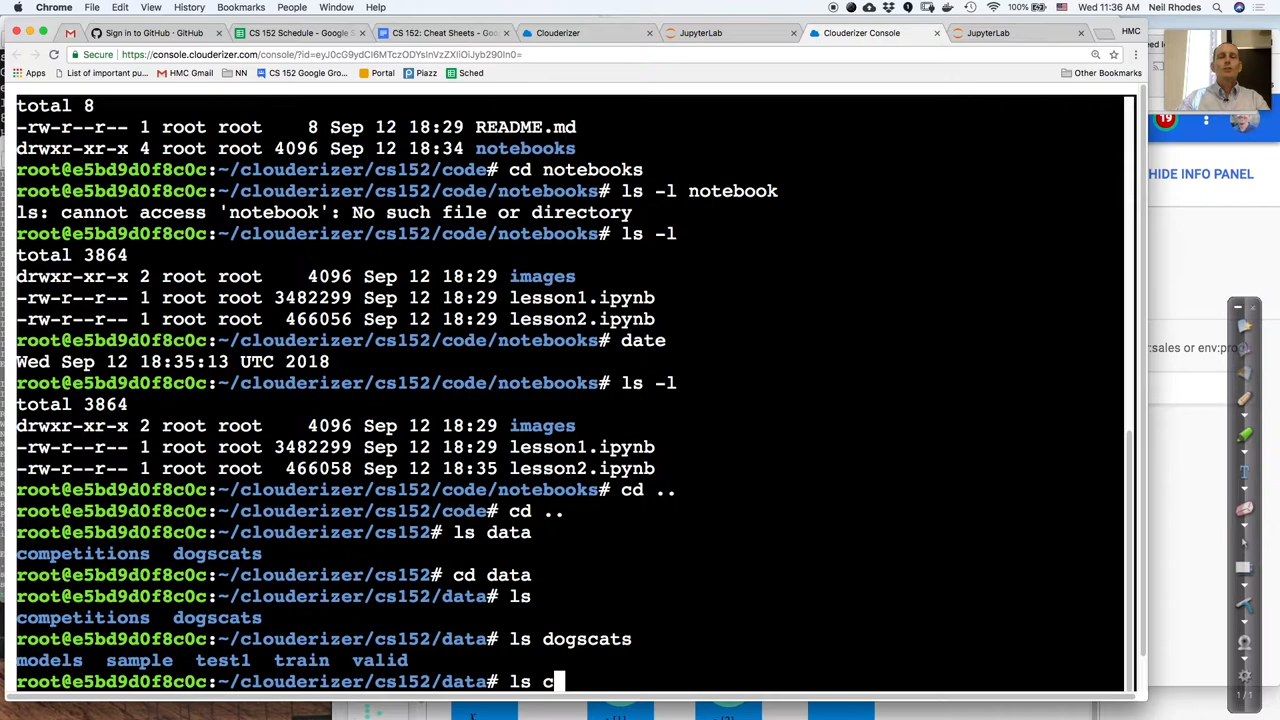 Chrome File Edit View History Bookmarks People Window Help 100% Wed 11:36 AM Neil Rhodes
Sign in to GitHub · GitHub CS 152 Schedule - Google S CS 152: Cheat Sheets - Google Clouderizer JupyterLab Clouderizer Console JupyterLab HMC
Secure https://console.clouderizer.com/console/?id=
Apps List of important pu... HMC Gmail NN CS 152 Google Gro... Portal Piazz Sched Other Bookmarks
total 8
-rw-r--r-- 1 root root 8 Sep 12 18:29 README.md
drwxr-xr-x 4 root root 4096 Sep 12 18:34 notebooks
root@e5bd9d0f8c0c:~/clouderizer/cs152/code# cd notebooks
root@e5bd9d0f8c0c:~/clouderizer/cs152/code/notebooks# ls -l notebook
ls: cannot access 'notebook': No such file or directory
root@e5bd9d0f8c0c:~/clouderizer/cs152/code/notebooks# ls -l
total 3864
drwxr-xr-x 2 root root 4096 Sep 12 18:29 images
-rw-r--r-- 1 root root 3482299 Sep 12 18:29 lesson1.ipynb
-rw-r--r-- 1 root root 466056 Sep 12 18:29 lesson2.ipynb
root@e5bd9d0f8c0c:~/clouderizer/cs152/code/notebooks# date
Wed Sep 12 18:35:13 UTC 2018
root@e5bd9d0f8c0c:~/clouderizer/cs152/code/notebooks# ls -l
total 3864
drwxr-xr-x 2 root root 4096 Sep 12 18:29 images
-rw-r--r-- 1 root root 3482299 Sep 12 18:29 lesson1.ipynb
-rw-r--r-- 1 root root 466058 Sep 12 18:35 lesson2.ipynb
root@e5bd9d0f8c0c:~/clouderizer/cs152/code/notebooks# cd ..
root@e5bd9d0f8c0c:~/clouderizer/cs152/code# cd ..
root@e5bd9d0f8c0c:~/clouderizer/cs152# ls data
competitions dogscats
root@e5bd9d0f8c0c:~/clouderizer/cs152# cd data
root@e5bd9d0f8c0c:~/clouderizer/cs152/data# ls
competitions dogscats
root@e5bd9d0f8c0c:~/clouderizer/cs152/data# ls dogscats
models sample test1 train valid
root@e5bd9d0f8c0c:~/clouderizer/cs152/data# ls c
19
HIDE INFO PANEL
:sales or env:pro
1 / 1